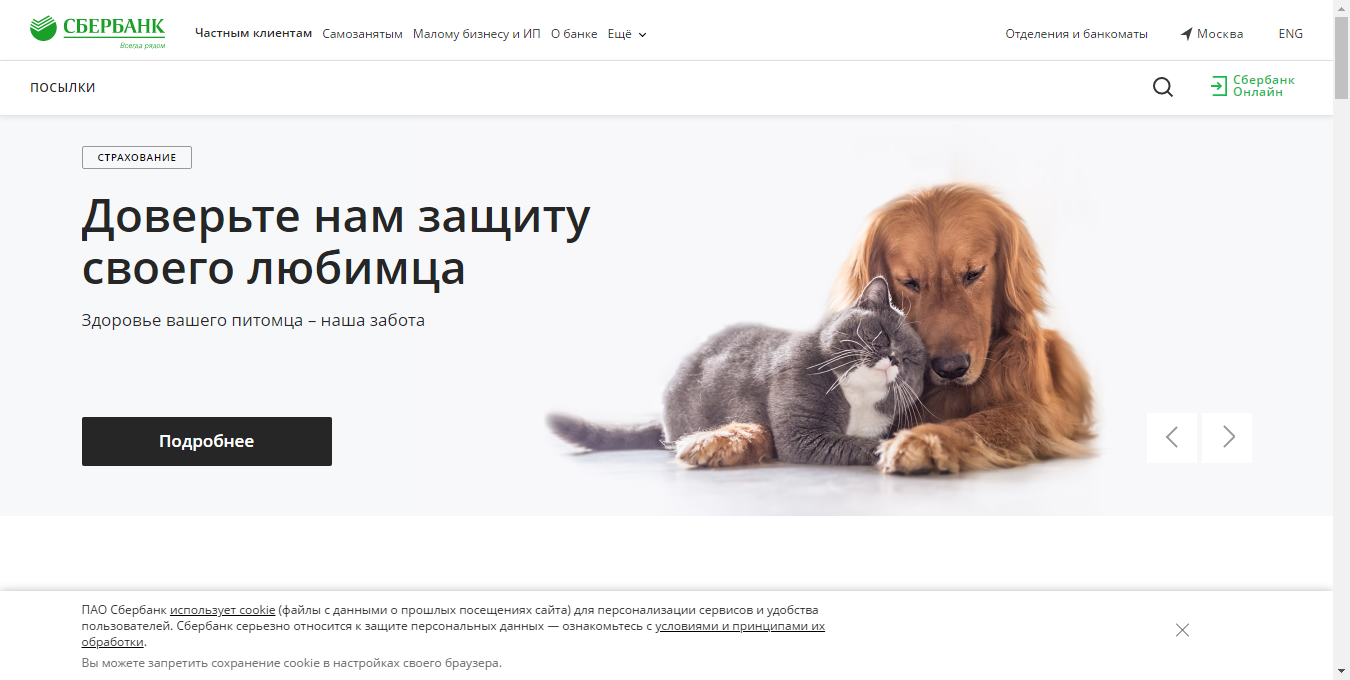 СБЕРБАНК
Всегда рядом
Частным клиентам Самозанятым Малому бизнесу и ИП О банке Ещё
Отделения и банкоматы Москва ENG
ПОСЫЛКИ
Сбербанк
Онлайн
СТРАХОВАНИЕ
Доверьте нам защиту
своего любимца
Здоровье вашего питомца – наша забота
Подробнее
ПАО Сбербанк использует cookie (файлы с данными о прошлых посещениях сайта) для персонализации сервисов и удобства
пользователей. Сбербанк серьезно относится к защите персональных данных — ознакомьтесь с условиями и принципами их
обработки.
Вы можете запретить сохранение cookie в настройках своего браузера.